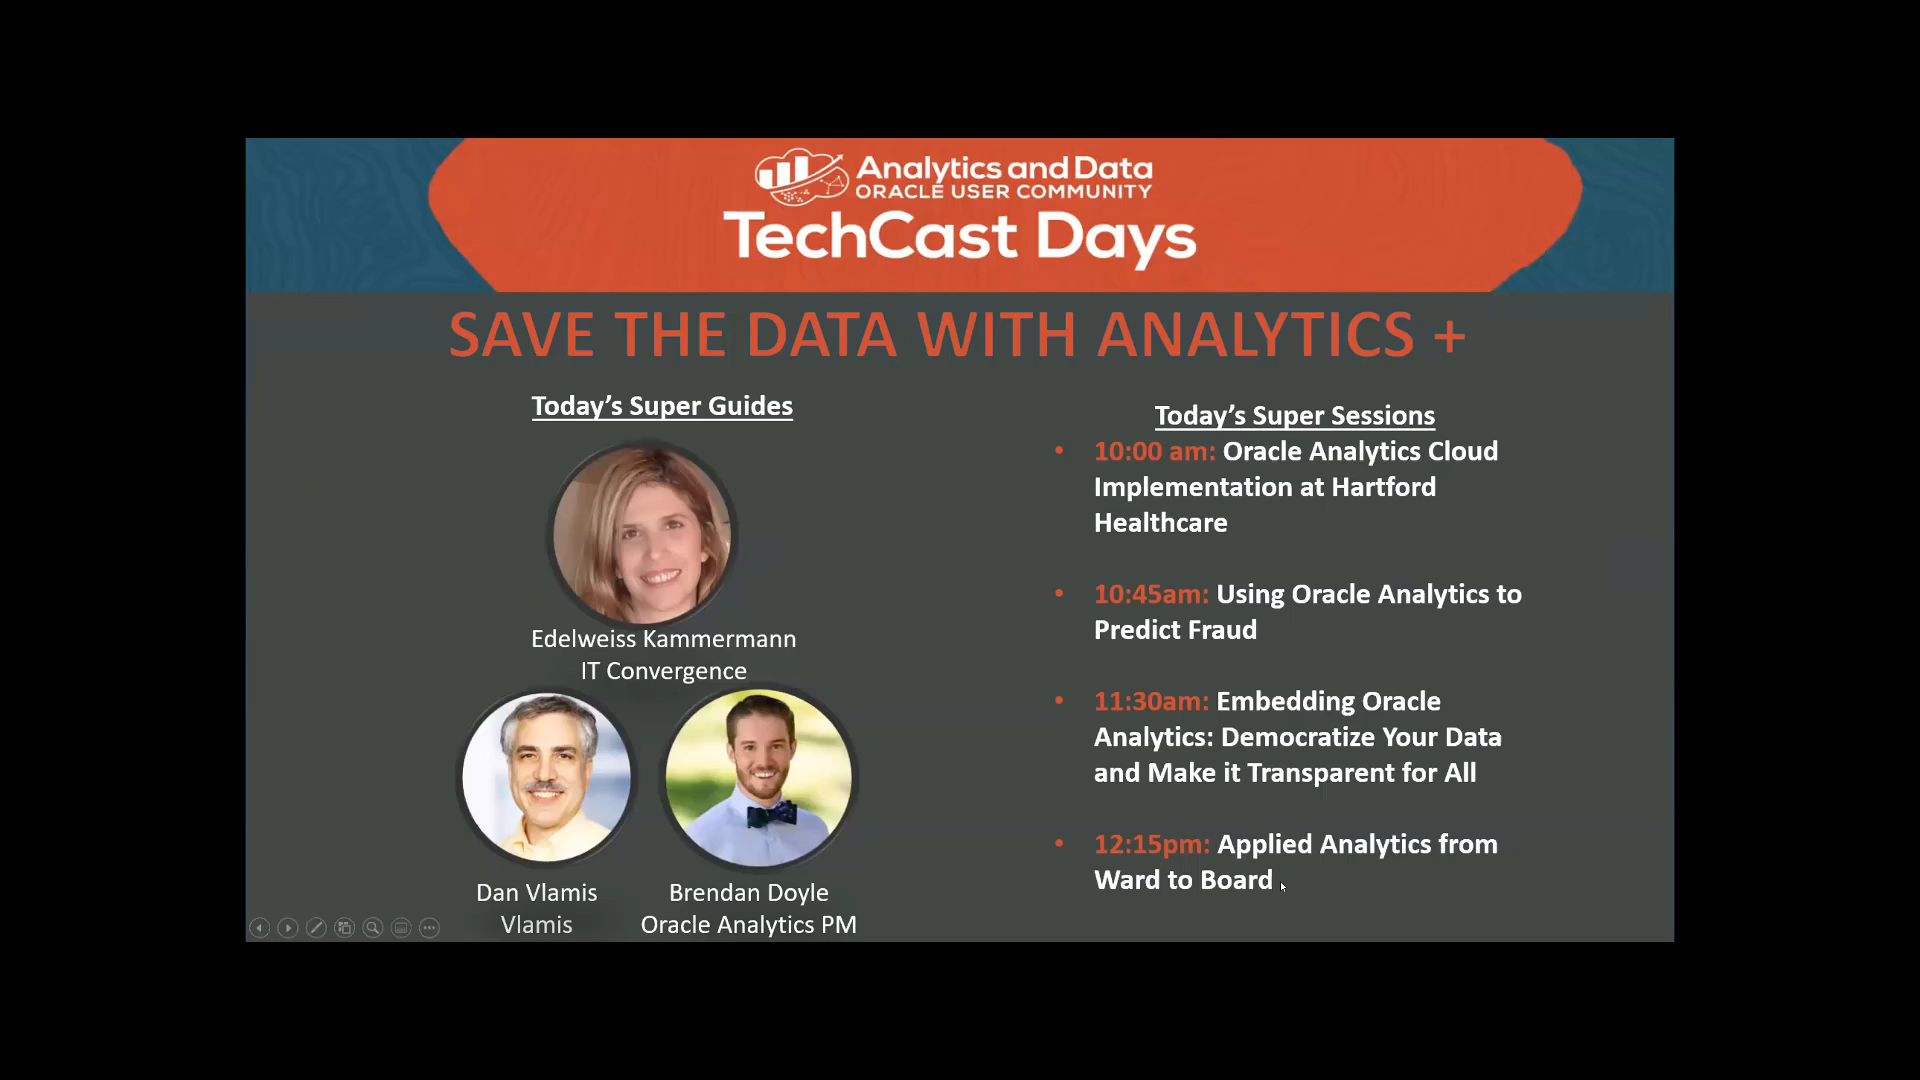 Analytics and Data
ORACLE USER COMMUNITY
TechCast Days
SAVE THE DATA WITH ANALYTICS +
Today’s Super Guides
Edelweiss Kammermann
IT Convergence
Dan Vlamis
Vlamis
Brendan Doyle
Oracle Analytics PM
Today’s Super Sessions
• 10:00 am: Oracle Analytics Cloud
Implementation at Hartford
Healthcare
• 10:45am: Using Oracle Analytics to
Predict Fraud
• 11:30am: Embedding Oracle
Analytics: Democratize Your Data
and Make it Transparent for All
• 12:15pm: Applied Analytics from
Ward to Board